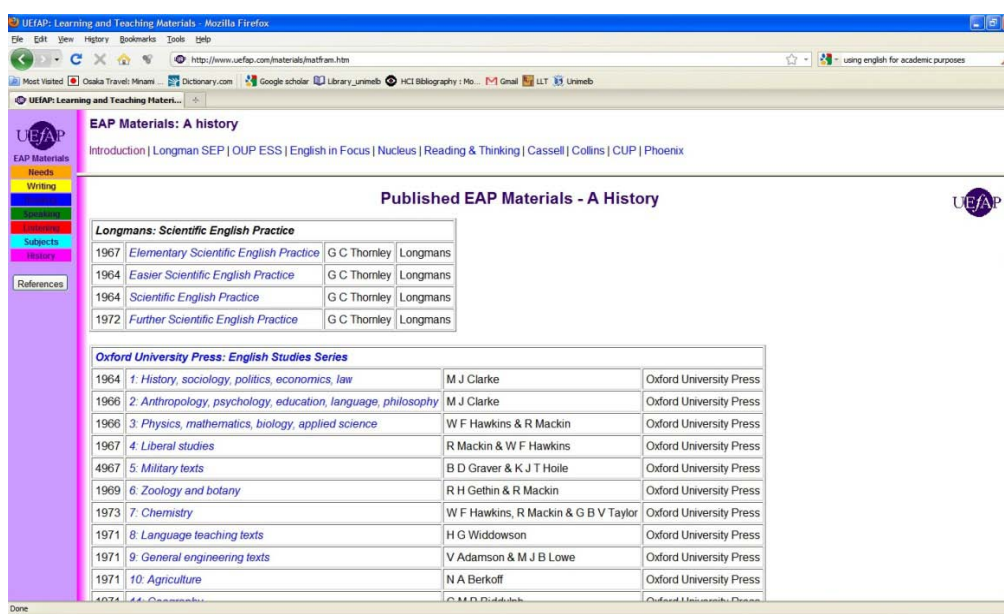 UEfAP: Learning and Teaching Materials - Mozilla Firefox
File Edit View History Bookmarks Tools Help
http://www.uefap.com/materials/matfram.htm
using english for academic purposes
Most Visited Osaka Travel: Minami ... Dictionary.com Google scholar Library_unimelb HCI Bibliography : Mo... Gmail LLT Unimelb
UEfAP: Learning and Teaching Materi...
UEfAP
EAP Materials
Needs
Writing
Speaking
Listening
Subjects
History
References
EAP Materials: A history
Introduction | Longman SEP | OUP ESS | English in Focus | Nucleus | Reading & Thinking | Cassell | Collins | CUP | Phoenix
Published EAP Materials - A History
UEfAP
Longmans: Scientific English Practice
1967 Elementary Scientific English Practice G C Thornley Longmans
1964 Easier Scientific English Practice G C Thornley Longmans
1964 Scientific English Practice G C Thornley Longmans
1972 Further Scientific English Practice G C Thornley Longmans
Oxford University Press: English Studies Series
1964 1: History, sociology, politics, economics, law M J Clarke Oxford University Press
1966 2: Anthropology, psychology, education, language, philosophy M J Clarke Oxford University Press
1966 3: Physics, mathematics, biology, applied science W F Hawkins & R Mackin Oxford University Press
1967 4: Liberal studies R Mackin & W F Hawkins Oxford University Press
4967 5: Military texts B D Graver & K J T Hoile Oxford University Press
1969 6: Zoology and botany R H Gethin & R Mackin Oxford University Press
1973 7: Chemistry W F Hawkins, R Mackin & G B V Taylor Oxford University Press
1971 8: Language teaching texts H G Widdowson Oxford University Press
1971 9: General engineering texts V Adamson & M J B Lowe Oxford University Press
1971 10: Agriculture N A Berkoff Oxford University Press
Done